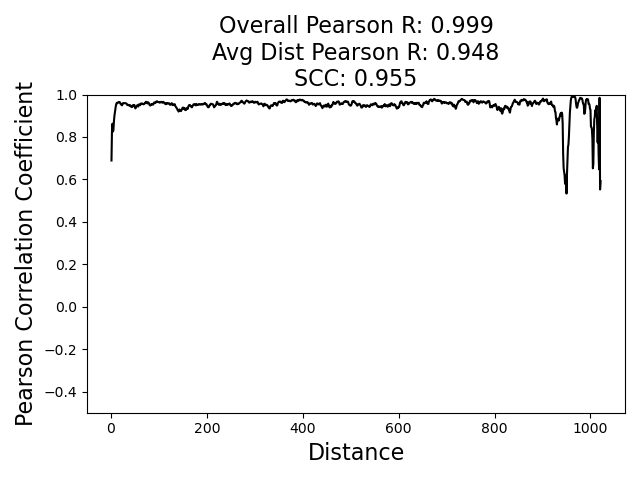 Overall Pearson R: 0.999
Avg Dist Pearson R: 0.948
SCC: 0.955
Pearson Correlation Coefficient
1.0
0.8
0.6
0.4
0.2
0.0
−0.2
−0.4
0 200 400 600 800 1000
Distance